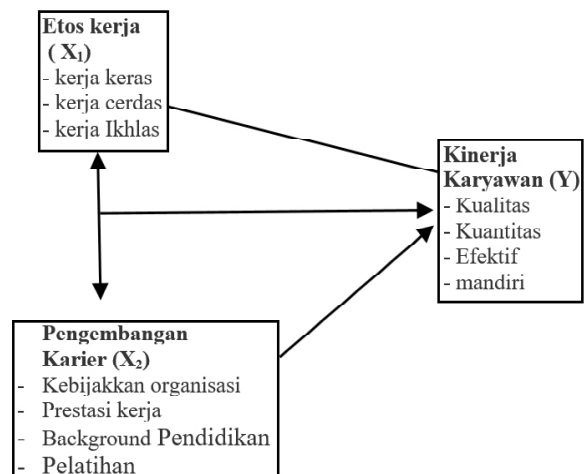 Etos kerja
( X₁)
- kerja keras
- kerja cerdas
- kerja Ikhlas
Kinerja
Karyawan (Y)
- Kualitas
- Kuantitas
- Efektif
- mandiri
Pengembangan
Karier (X₂)
- Kebijakkan organisasi
- Prestasi kerja
- Background Pendidikan
- Pelatihan